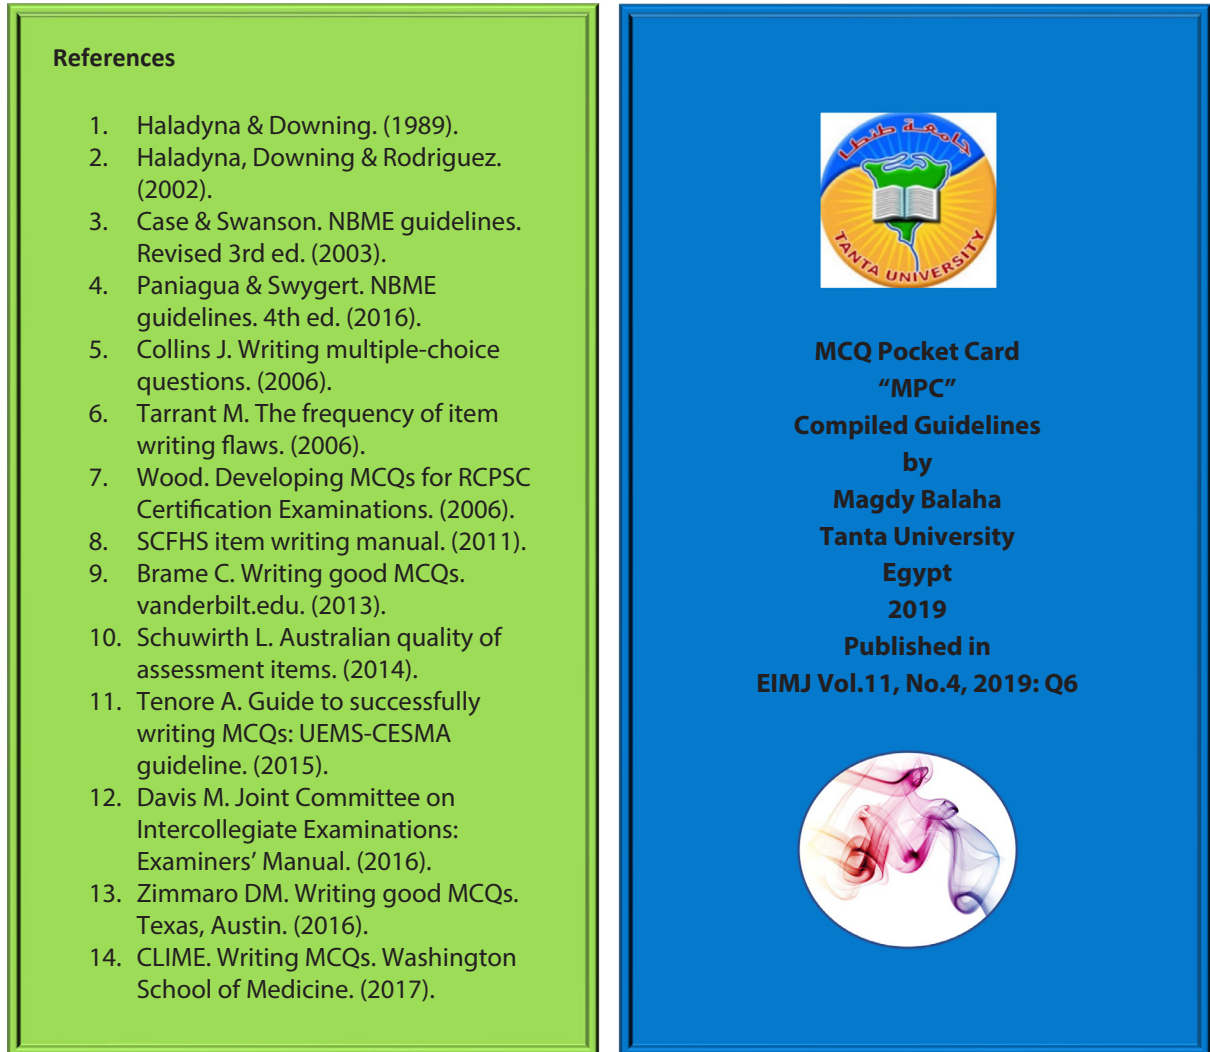 References
1. Haladyna & Downing. (1989).
2. Haladyna, Downing & Rodriguez.
(2002).
3. Case & Swanson. NBME guidelines.
Revised 3rd ed. (2003).
4. Paniagua & Swygert. NBME
guidelines. 4th ed. (2016).
5. Collins J. Writing multiple-choice
questions. (2006).
6. Tarrant M. The frequency of item
writing flaws. (2006).
7. Wood. Developing MCQs for RCPSC
Certification Examinations. (2006).
8. SCFHS item writing manual. (2011).
9. Brame C. Writing good MCQs.
vanderbilt.edu. (2013).
10. Schuwirth L. Australian quality of
assessment items. (2014).
11. Tenore A. Guide to successfully
writing MCQs: UEMS-CESMA
guideline. (2015).
12. Davis M. Joint Committee on
Intercollegiate Examinations:
Examiners’ Manual. (2016).
13. Zimmaro DM. Writing good MCQs.
Texas, Austin. (2016).
14. CLIME. Writing MCQs. Washington
School of Medicine. (2017).
جامعة طنطا
TANTA UNIVERSITY
MCQ Pocket Card
“MPC”
Compiled Guidelines
by
Magdy Balaha
Tanta University
Egypt
2019
Published in
EIMJ Vol.11, No.4, 2019: Q6